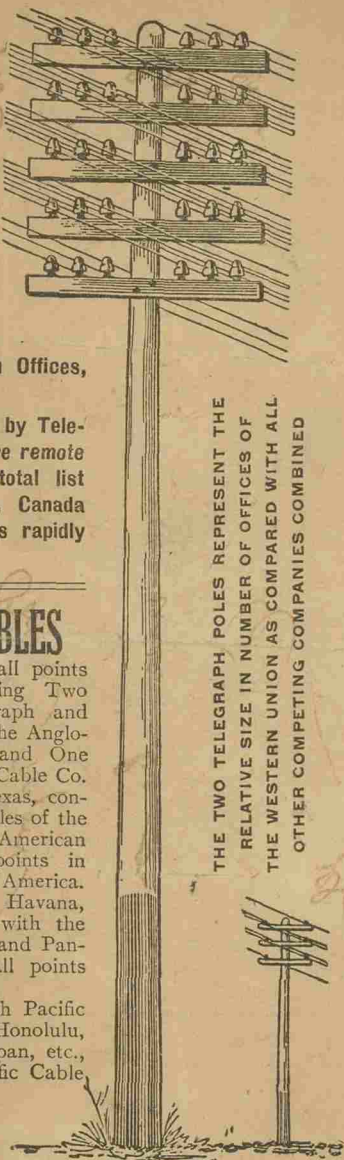 Offices,
by Tele-
re remote
total list
Canada
s rapidly
BLES
all points
ing Two
raph and
he Anglo-
and One
Cable Co.
exas, con-
les of the
American
points in
America.
Havana,
with the
and Pan-
all points
h Pacific
Honolulu,
pan, etc.,
fic Cable
THE TWO TELEGRAPH POLES REPRESENT THE
RELATIVE SIZE IN NUMBER OF OFFICES OF
THE WESTERN UNION AS COMPARED WITH ALL
OTHER COMPETING COMPANIES COMBINED